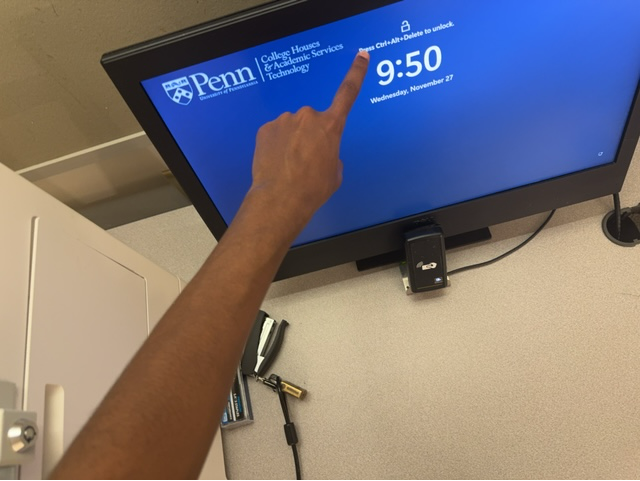 Penn
UNIVERSITY OF PENNSYLVANIA
College Houses
& Academic Services
Technology
Press Ctrl+Alt+Delete to unlock.
9:50
Wednesday, November 27